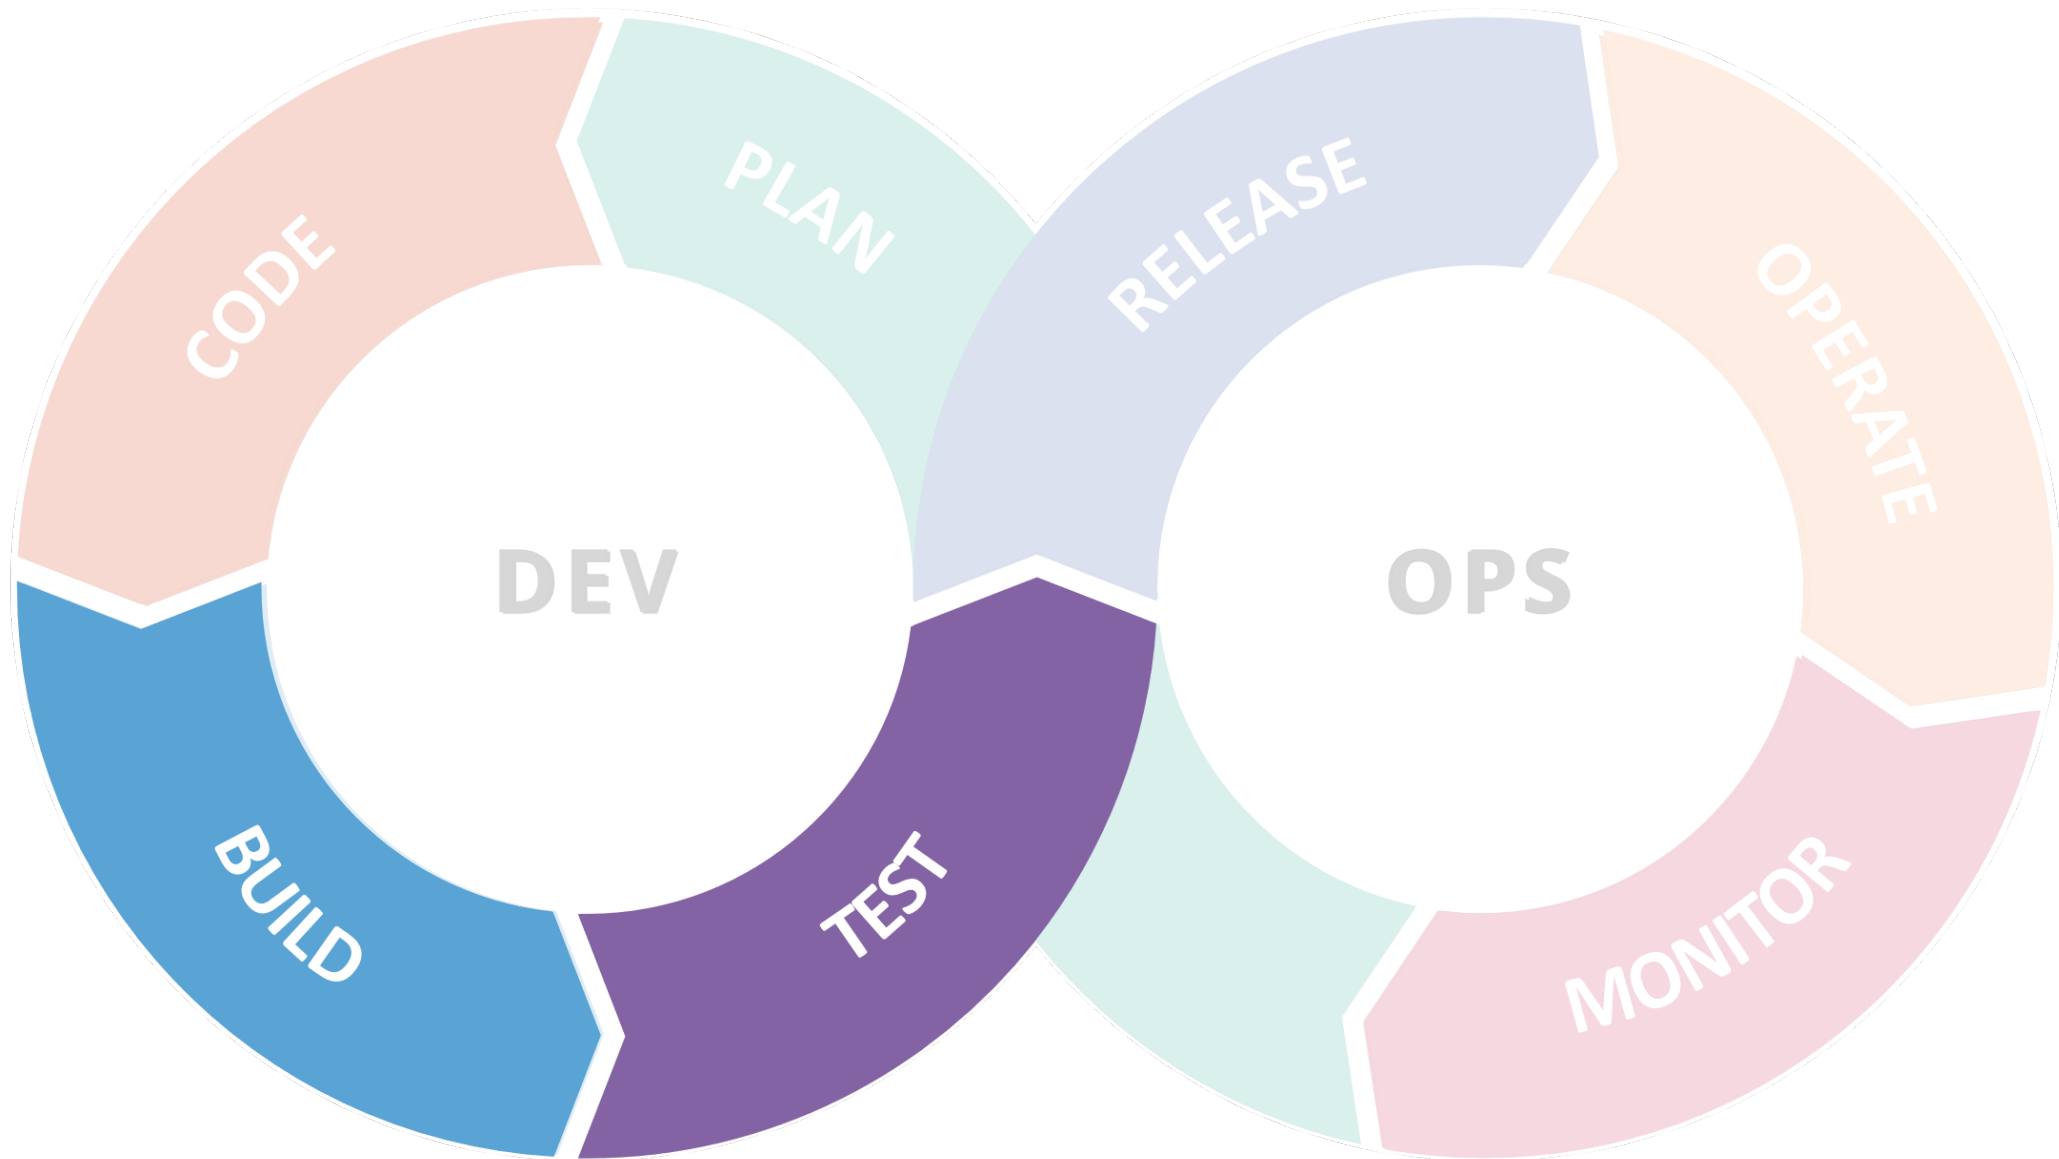 PLAN
CODE
BUILD
TEST
RELEASE
OPERATE
MONITOR
DEV
OPS